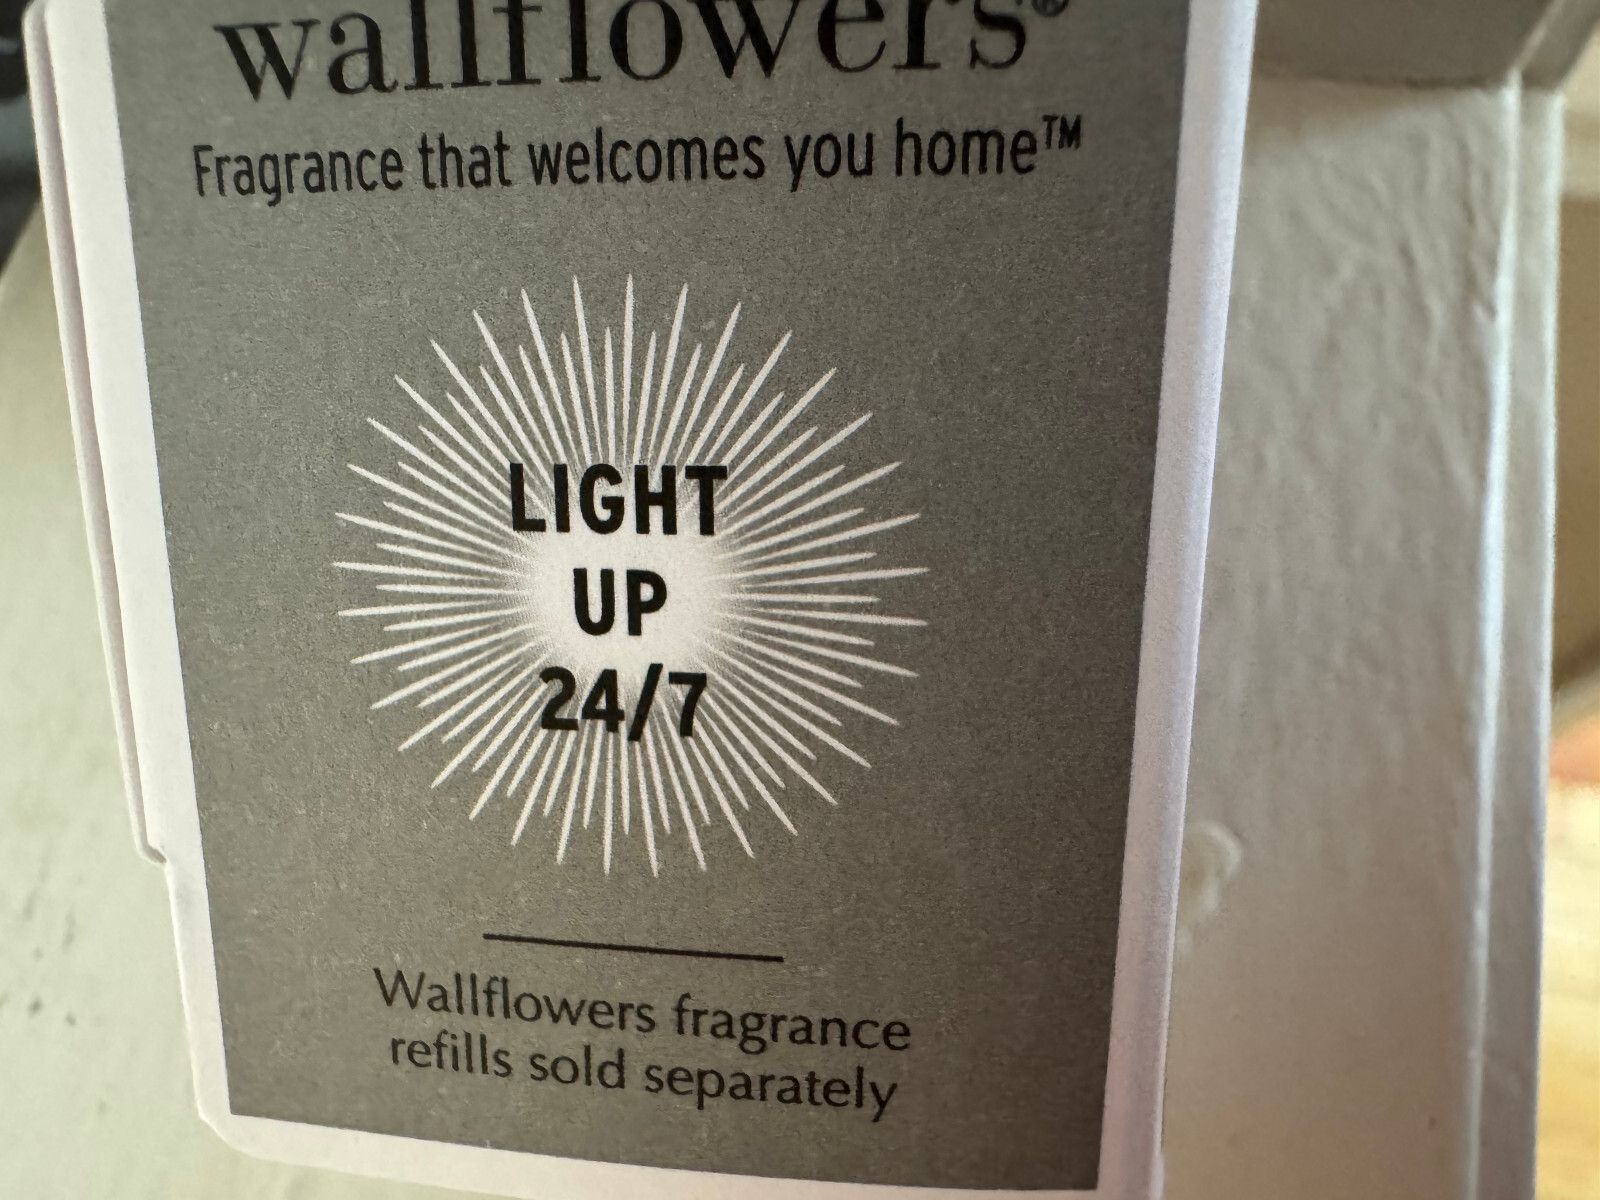 wallflowers®
Fragrance that welcomes you home™
LIGHT
UP
24/7
Wallflowers fragrance
refills sold separately